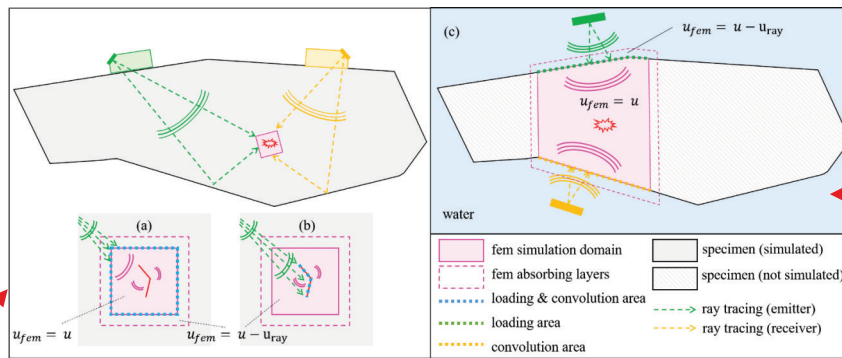 (c)
u_fem = u − u_ray
u_fem = u
water
(a)
(b)
u_fem = u
u_fem = u − u_ray
fem simulation domain
fem absorbing layers
loading & convolution area
loading area
convolution area
specimen (simulated)
specimen (not simulated)
ray tracing (emitter)
ray tracing (receiver)